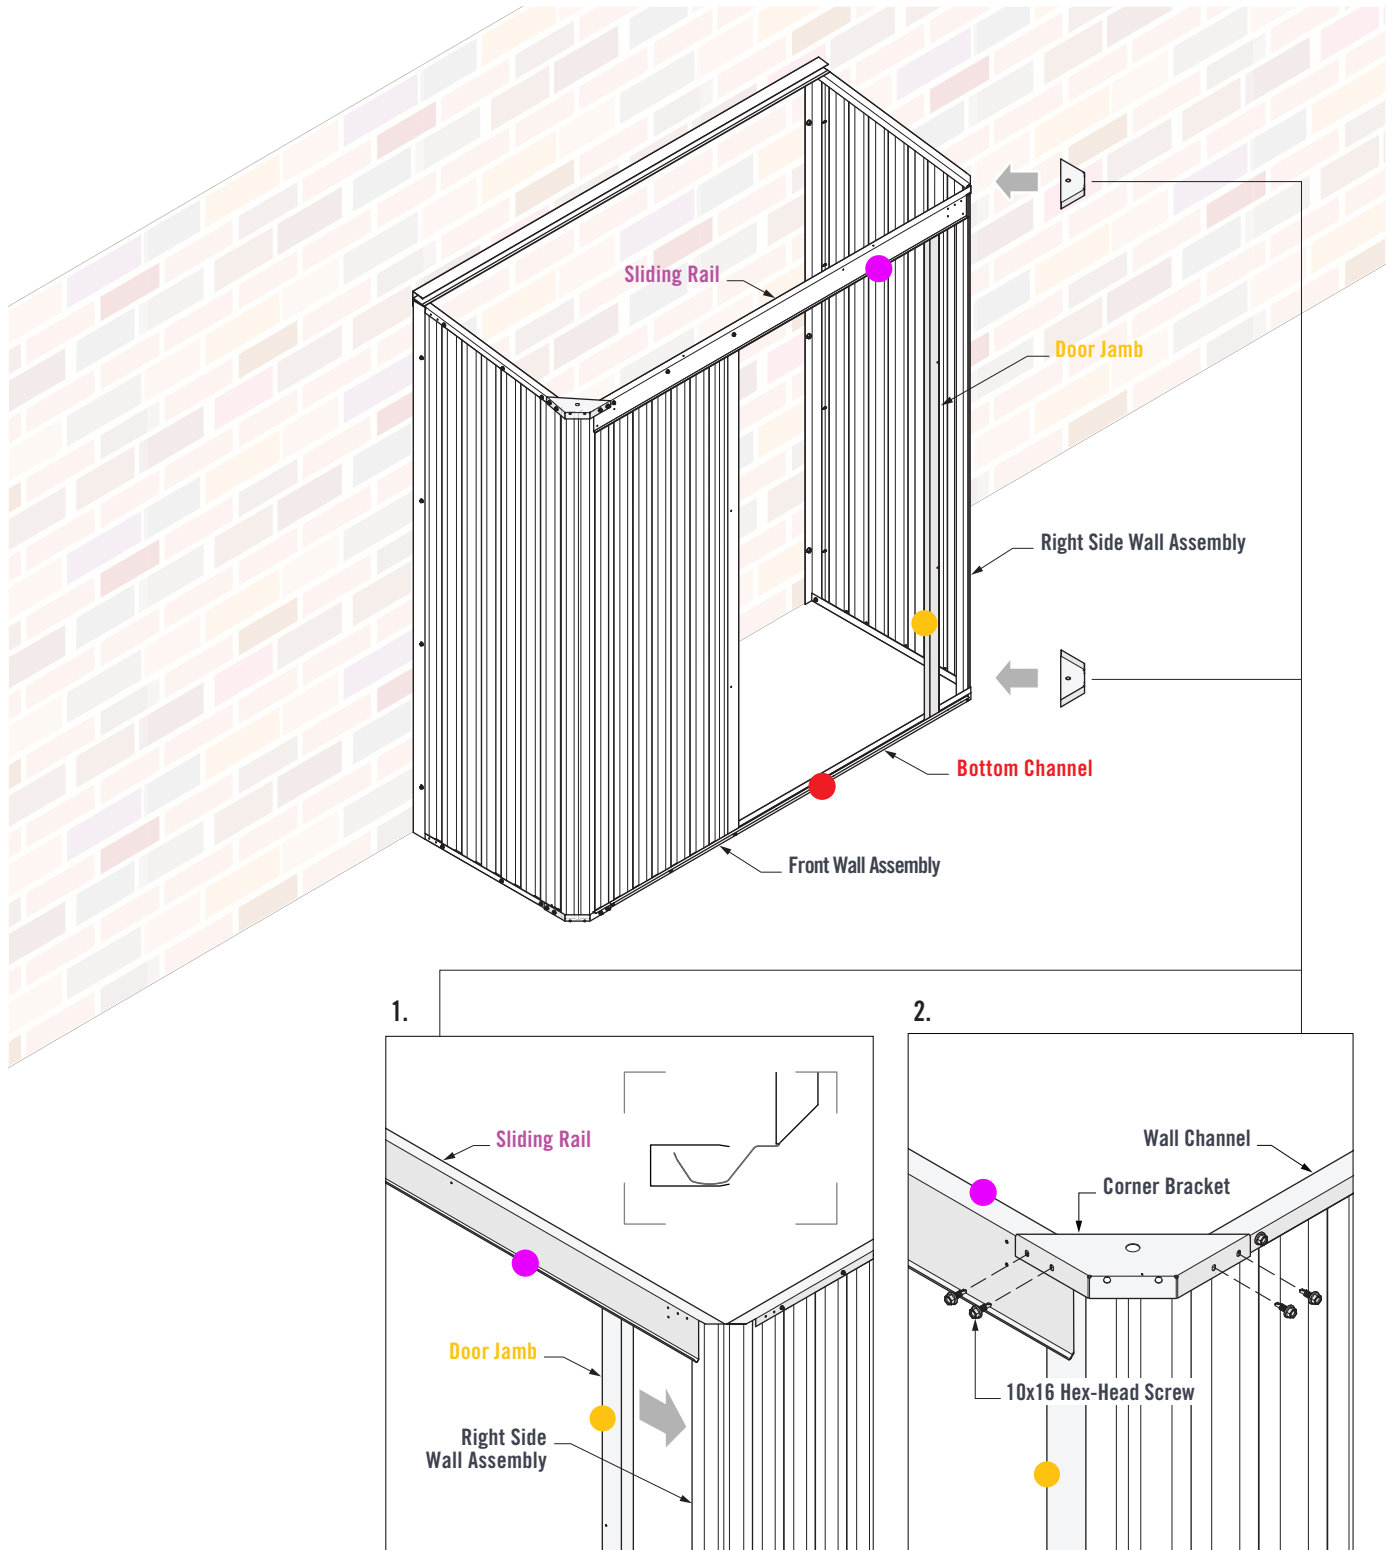 Sliding Rail
Door Jamb
Right Side Wall Assembly
Bottom Channel
Front Wall Assembly
1.
Sliding Rail
Door Jamb
Right Side
Wall Assembly
2.
Wall Channel
Corner Bracket
10x16 Hex-Head Screw